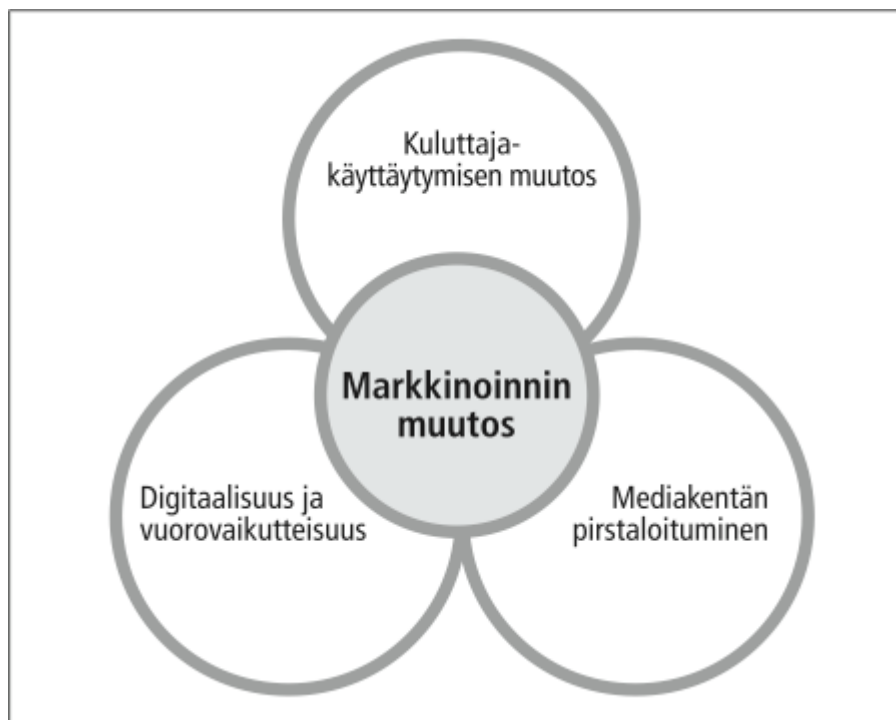 Kuluttaja-
käyttäytymisen muutos
Markkinoinnin
muutos
Digitaalisuus ja
vuorovaikutteisuus
Mediakentän
pirstaloituminen